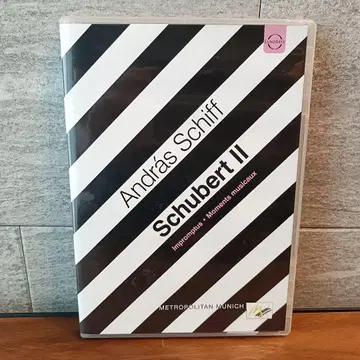 András Schiff
Schubert II
Impromptus • Moments musicaux
METROPOLITAN MUNICH